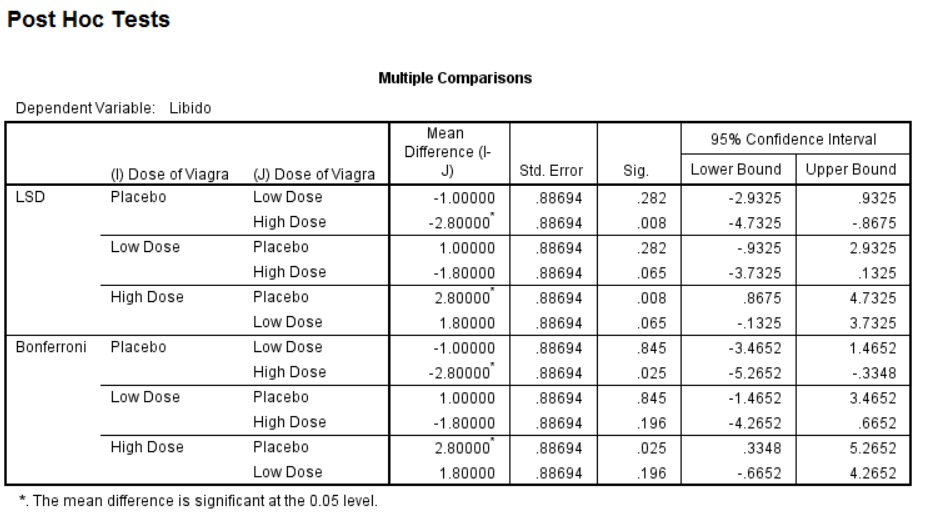 Post Hoc Tests
Multiple Comparisons
Dependent Variable: Libido
(I) Dose of Viagra (J) Dose of Viagra Mean Difference (I-J) Std. Error Sig. 95% Confidence Interval
Lower Bound Upper Bound
LSD Placebo Low Dose -1.00000 .88694 .282 -2.9325 .9325
High Dose -2.80000* .88694 .008 -4.7325 -.8675
Low Dose Placebo 1.00000 .88694 .282 -.9325 2.9325
High Dose -1.80000 .88694 .065 -3.7325 .1325
High Dose Placebo 2.80000* .88694 .008 .8675 4.7325
Low Dose 1.80000 .88694 .065 -.1325 3.7325
Bonferroni Placebo Low Dose -1.00000 .88694 .845 -3.4652 1.4652
High Dose -2.80000* .88694 .025 -5.2652 -.3348
Low Dose Placebo 1.00000 .88694 .845 -1.4652 3.4652
High Dose -1.80000 .88694 .196 -4.2652 .6652
High Dose Placebo 2.80000* .88694 .025 .3348 5.2652
Low Dose 1.80000 .88694 .196 -.6652 4.2652
*. The mean difference is significant at the 0.05 level.